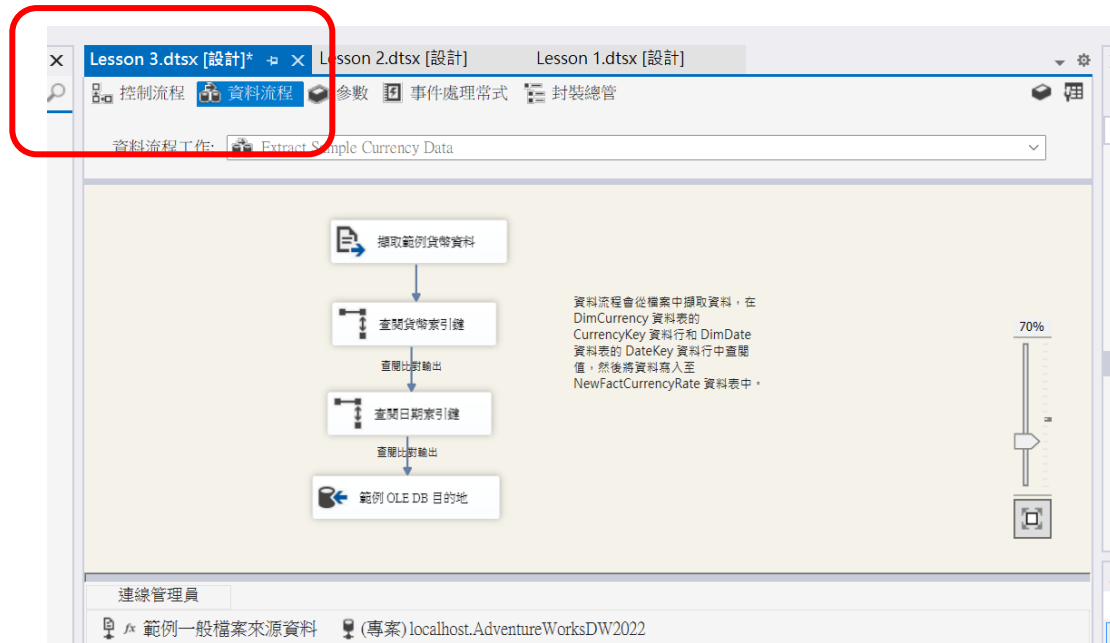 Lesson 3.dtsx [設計]*
Lesson 2.dtsx [設計]
Lesson 1.dtsx [設計]
控制流程
資料流程
參數
事件處理常式
封裝總管
資料流程工作:
Extract Sample Currency Data
擷取範例貨幣資料
查閱貨幣索引鍵
查閱比對輸出
查閱日期索引鍵
查閱比對輸出
範例 OLE DB 目的地
資料流程會從檔案中擷取資料，在
DimCurrency 資料表的
CurrencyKey 資料行和 DimDate
資料表的 DateKey 資料行中查閱
值，然後將資料寫入至
NewFactCurrencyRate 資料表中。
70%
連線管理員
fx 範例一般檔案來源資料
(專案) localhost.AdventureWorksDW2022